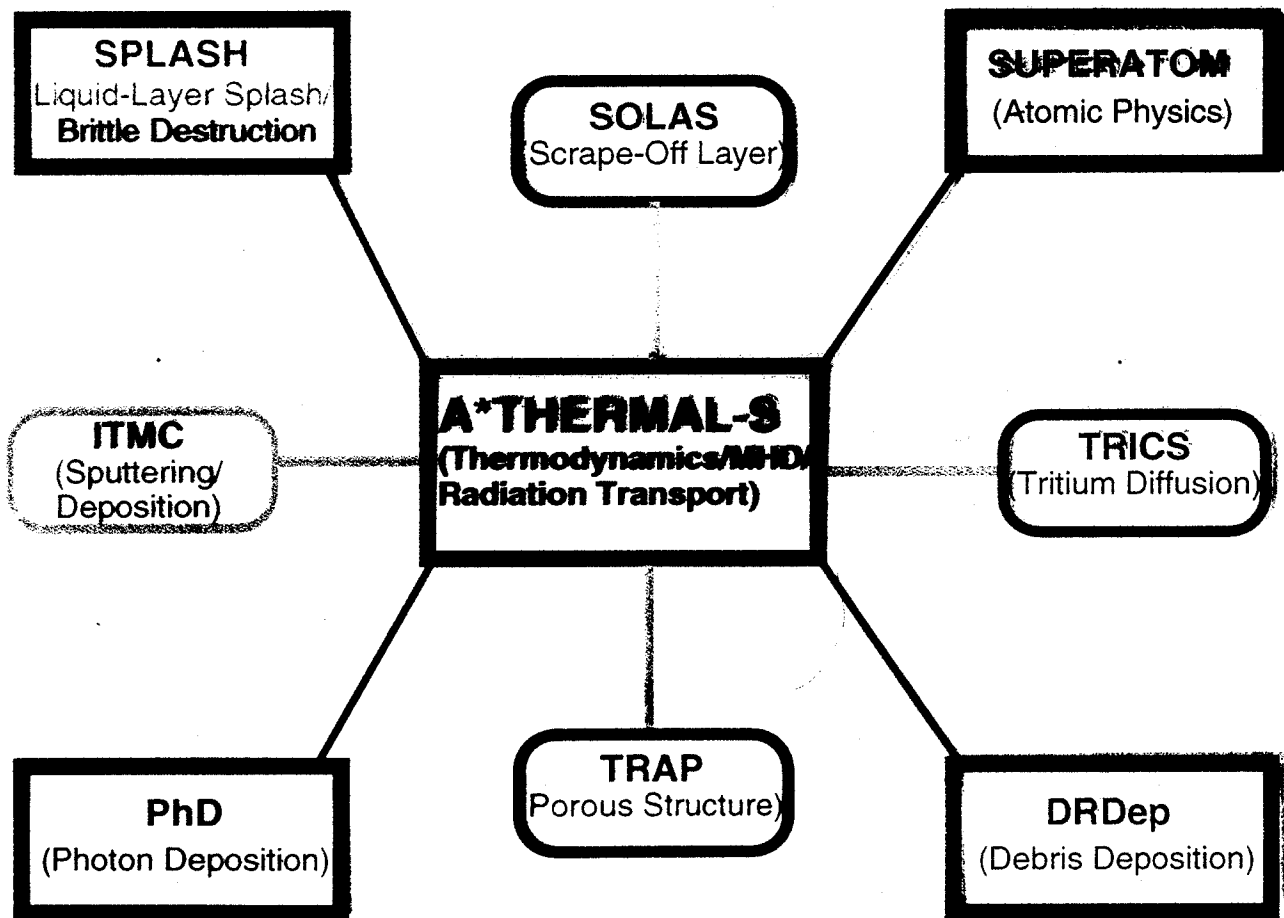 SPLASH
Liquid-Layer Splash/
Brittle Destruction
SOLAS
(Scrape-Off Layer)
SUPERATOM
(Atomic Physics)
ITMC
(Sputtering/
Deposition)
A*THERMAL-S
(Thermodynamics/MHD/
Radiation Transport)
TRICS
(Tritium Diffusion)
PhD
(Photon Deposition)
TRAP
(Porous Structure)
DRDep
(Debris Deposition)